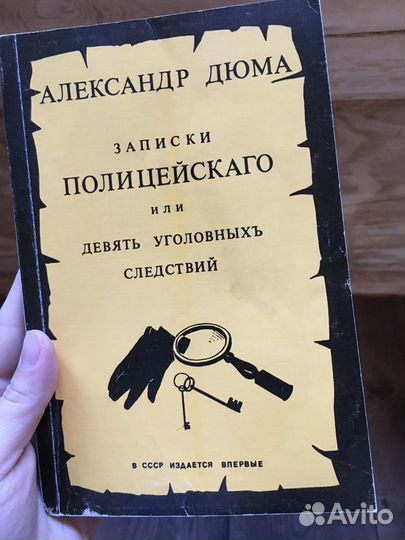 АЛЕКСАНДР ДЮМА
ЗАПИСКИ
ПОЛИЦЕЙСКАГО
ИЛИ
ДЕВЯТЬ УГОЛОВНЫХЪ
СЛЕДСТВИЙ
В СССР ИЗДАЕТСЯ ВПЕРВЫЕ
Avito